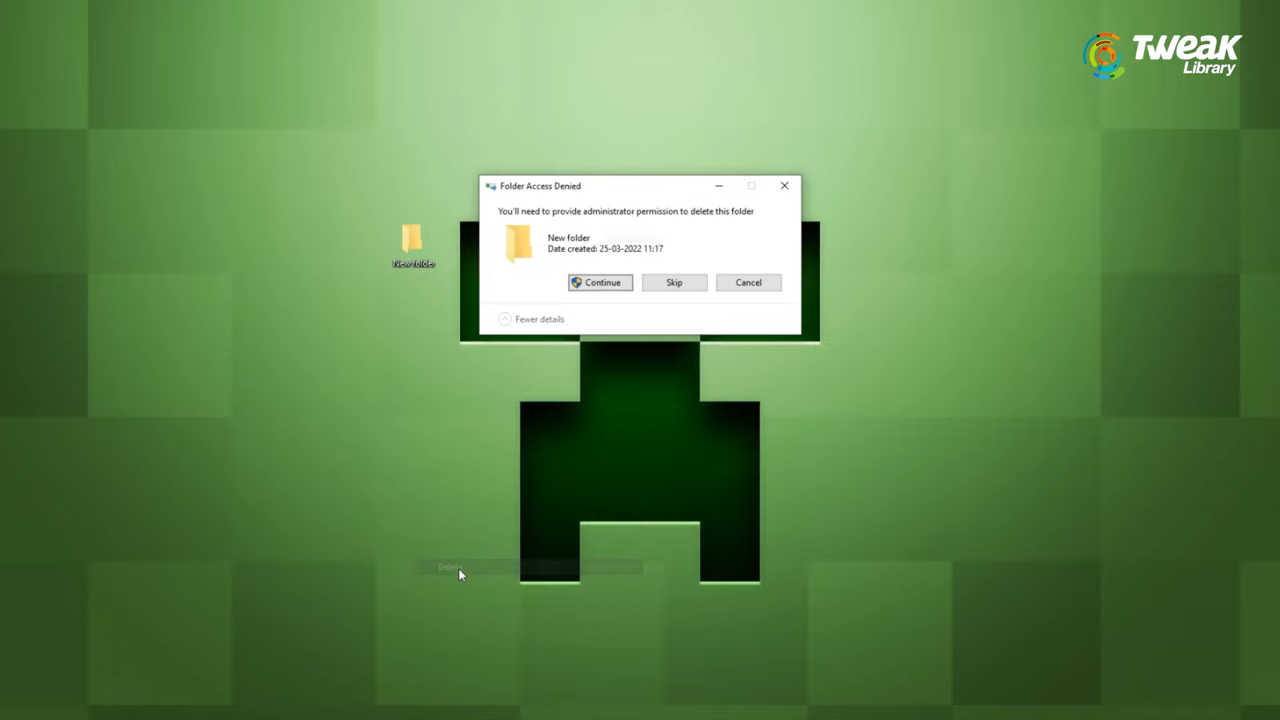 TWEAK
Library
Folder Access Denied
You'll need to provide administrator permission to delete this folder
New folder
Date created: 25-03-2022 11:17
New folder
Continue
Skip
Cancel
Fewer details
Delete